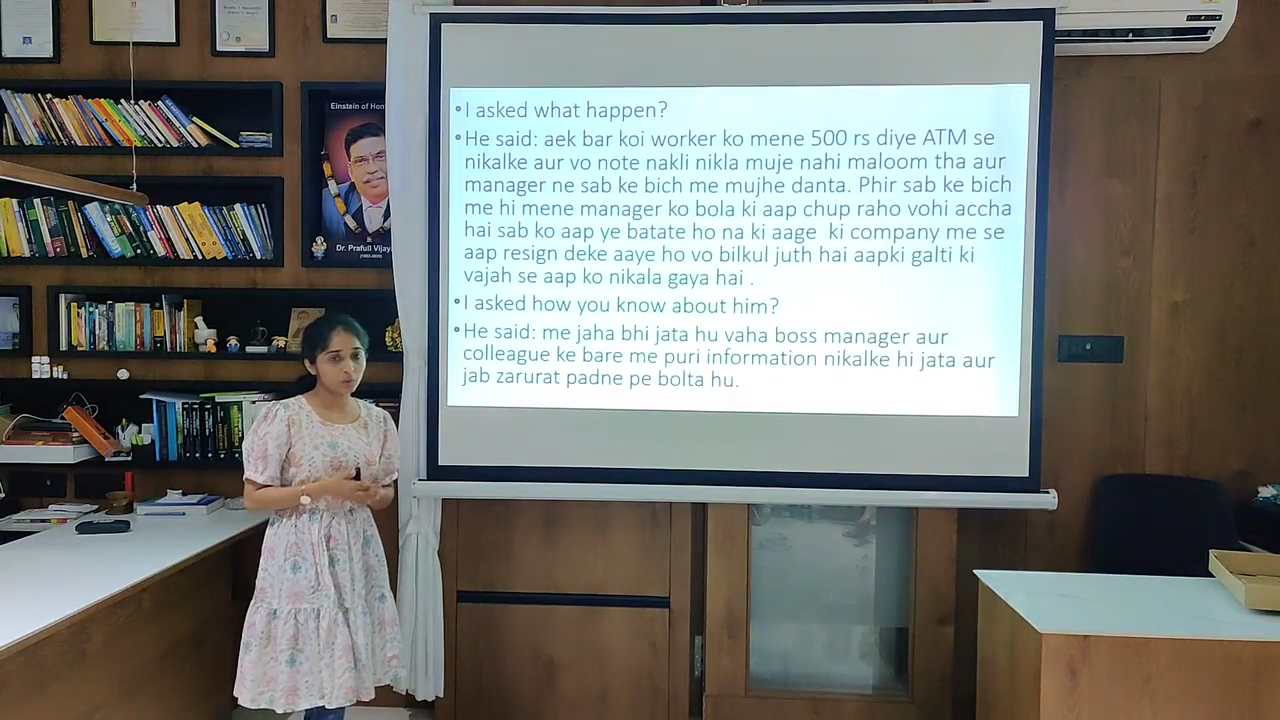 Einstein of Hom
Dr. Prafull Vijay
•I asked what happen?
•He said: aek bar koi worker ko mene 500 rs diye ATM se
nikalke aur vo note nakli nikla muje nahi maloom tha aur
manager ne sab ke bich me mujhe danta. Phir sab ke bich
me hi mene manager ko bola ki aap chup raho vohi accha
hai sab ko aap ye batate ho na ki aage ki company me se
aap resign deke aaye ho vo bilkul juth hai aapki galti ki
vajah se aap ko nikala gaya hai .
•I asked how you know about him?
•He said: me jaha bhi jata hu vaha boss manager aur
colleague ke bare me puri information nikalke hi jata aur
jab zarurat padne pe bolta hu.